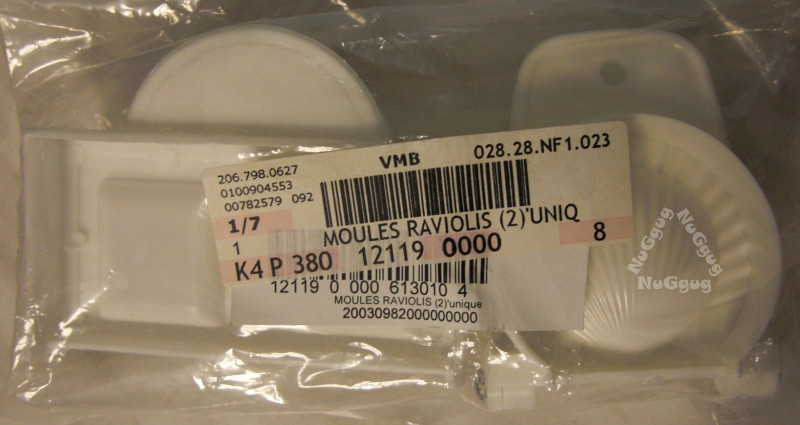 206.798.0627
0100904553
00782579 092
VMB
028.28.NF1.023
1/7
1
MOULES RAVIOLIS (2)'UNIQ
8
K4 P 380 12119 0000
12119 0 000 613010 4
MOULES RAVIOLIS (2)'unique
20030982000000000
NuGgug
NuGgug
NuGgug